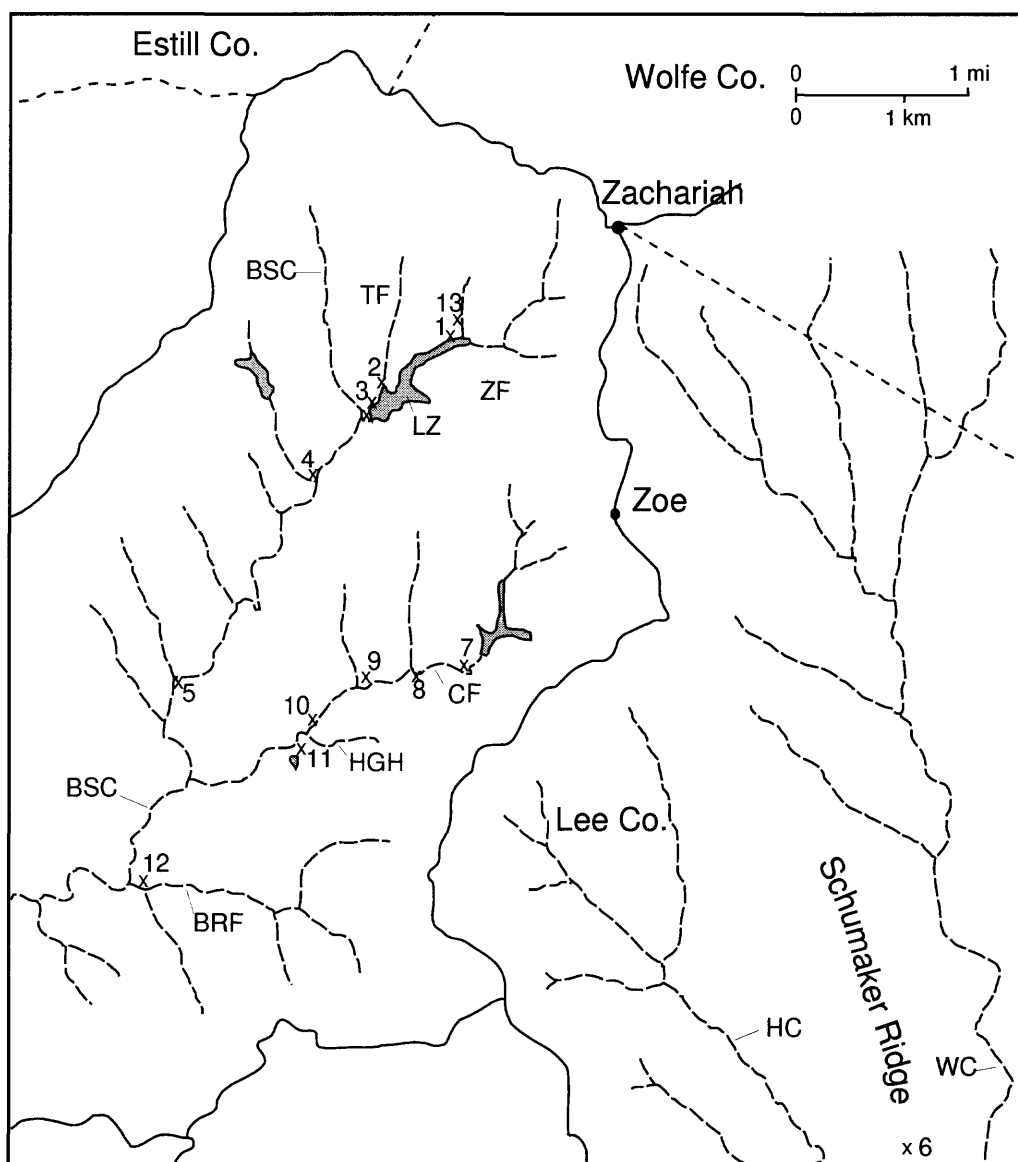 Estill Co.
Wolfe Co.
0 1 mi
0 1 km
Zachariah
BSC
TF
13
1
2
3
ZF
LZ
4
Zoe
5
7
8
9
CF
10
11
HGH
BSC
Lee Co.
12
BRF
Schumaker Ridge
HC
WC
x 6